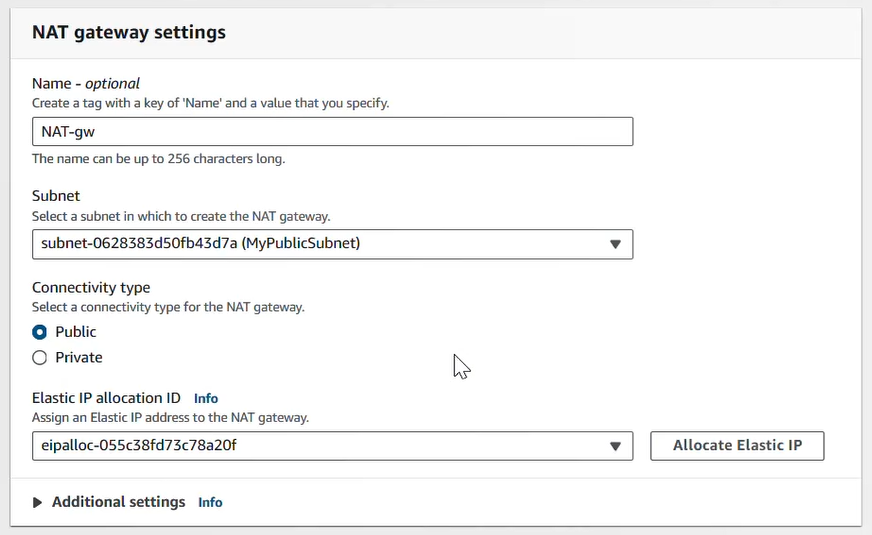 NAT gateway settings
Name - optional
Create a tag with a key of 'Name' and a value that you specify.
NAT-gw
The name can be up to 256 characters long.
Subnet
Select a subnet in which to create the NAT gateway.
subnet-0628383d50fb43d7a (MyPublicSubnet)
Connectivity type
Select a connectivity type for the NAT gateway.
Public
Private
Elastic IP allocation ID Info
Assign an Elastic IP address to the NAT gateway.
eipalloc-055c38fd73c78a20f Allocate Elastic IP
Additional settings Info